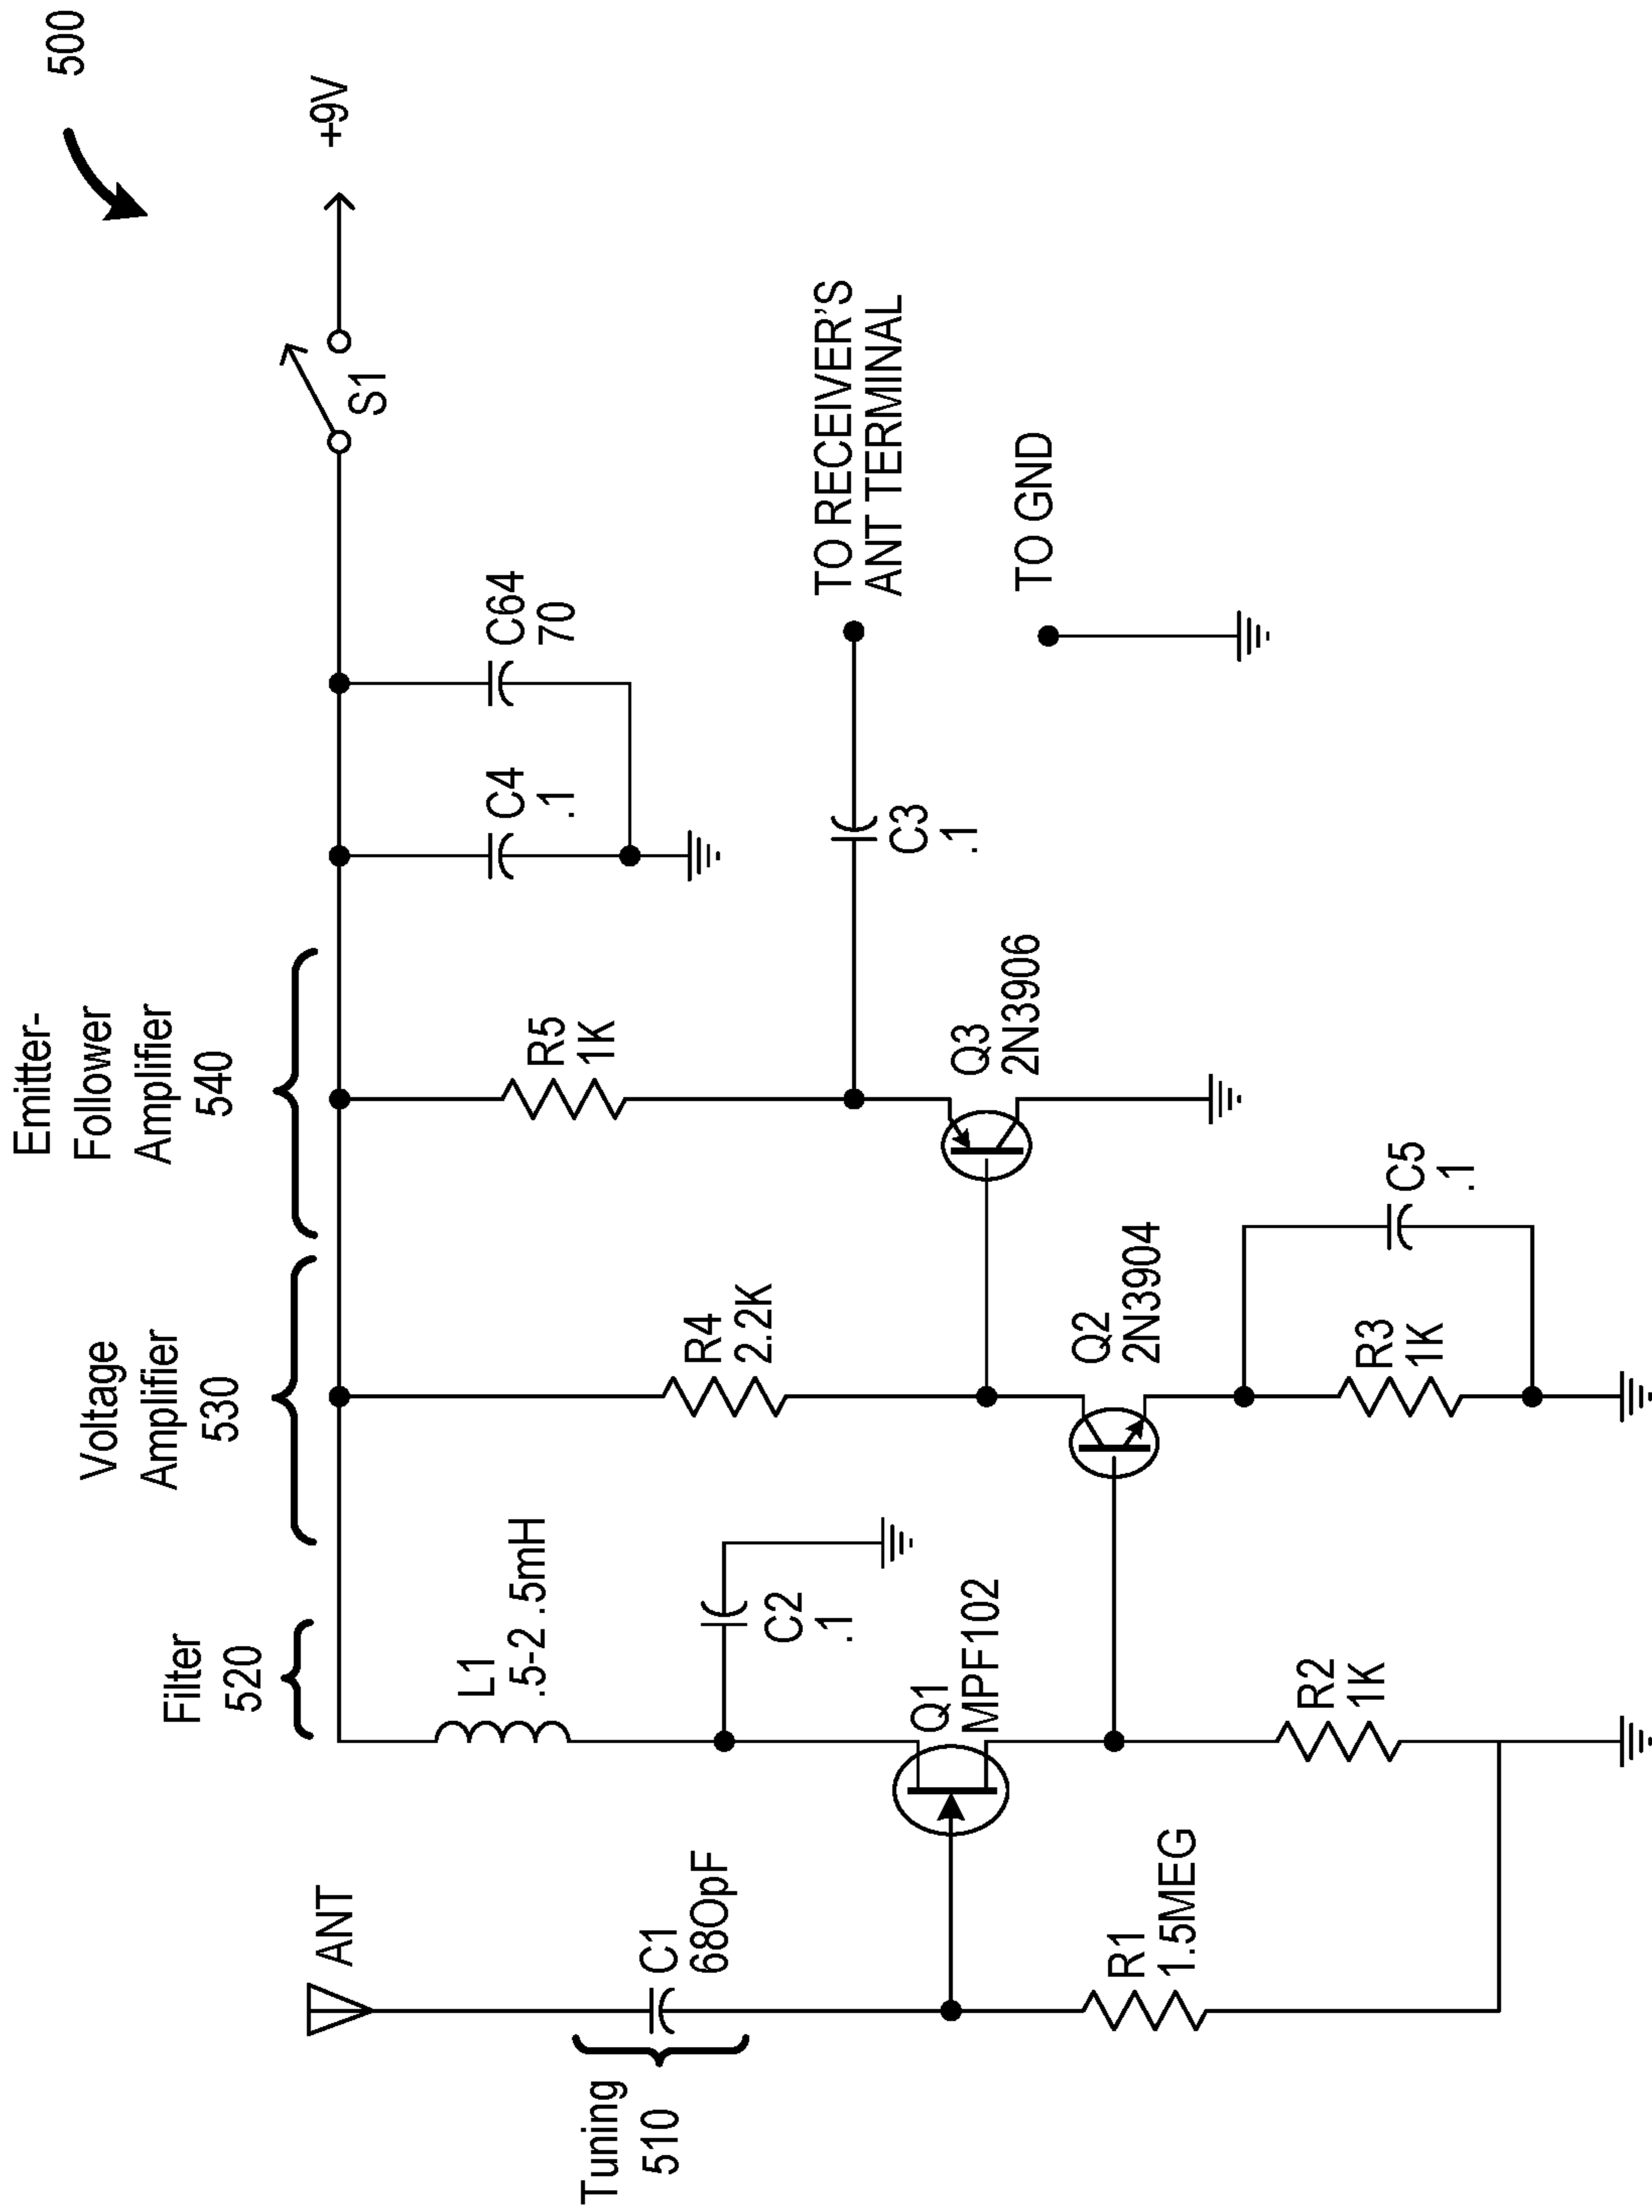 500
Emitter-
Follower
Amplifier
540
Voltage
Amplifier
530
Filter
520
Tuning
510
ANT
+9V
S1
C64
70
C4
.1
L1
.5-2 .5mH
R5
1K
R4
2.2K
C1
68OpF
C2
.1
C3
.1
TO RECEIVER'S
ANT TERMINAL
TO GND
Q1
MPF102
Q3
2N3906
Q2
2N3904
R1
1.5MEG
R2
1K
R3
1K
C5
.1